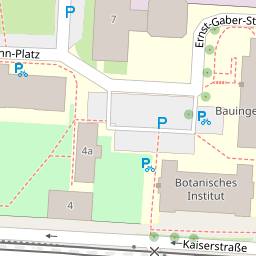 7
P
Ernst-Gaber-St
nn-Platz
P
Bauinge
4a
Botanisches
Institut
4
Kaiserstraße